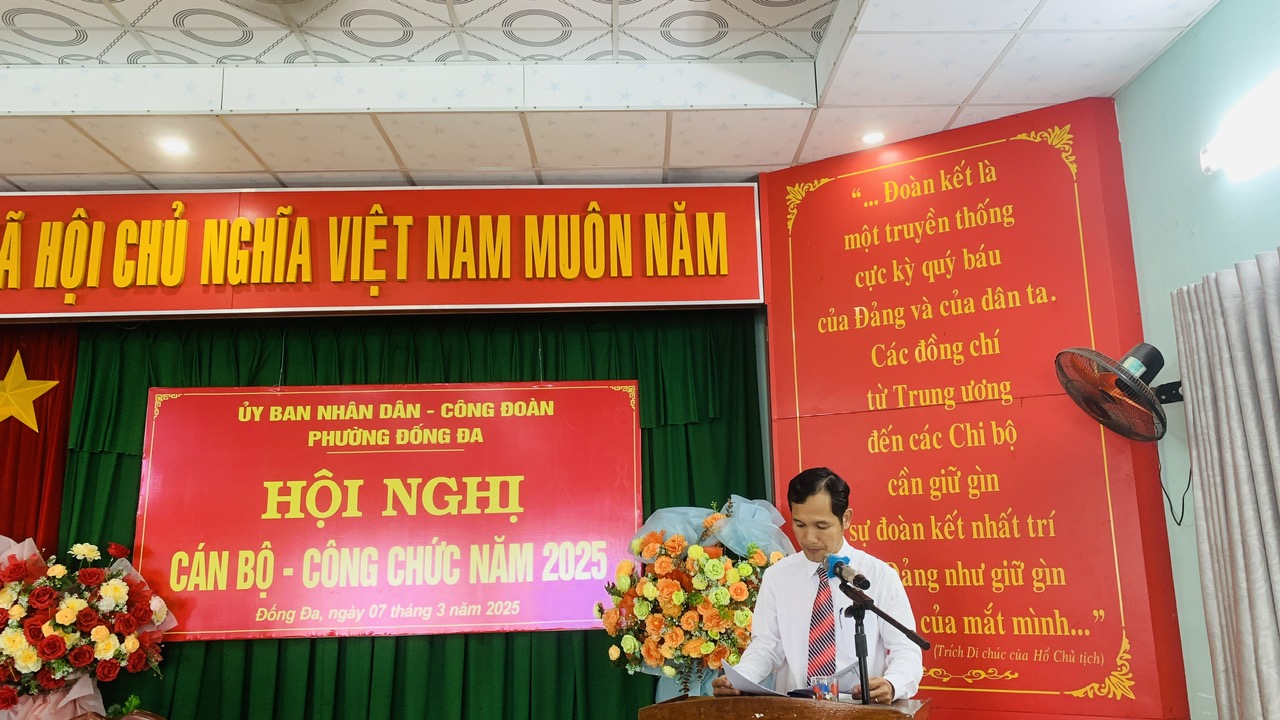 Ã HỘI CHỦ NGHĨA VIỆT NAM MUÔN NĂM
ỦY BAN NHÂN DÂN - CÔNG ĐOÀN
PHƯỜNG ĐỐNG ĐA
HỘI NGHỊ
CÁN BỘ - CÔNG CHỨC NĂM 2025
Đống Đa, ngày 07 tháng 3 năm 2025
“... Đoàn kết là
một truyền thống
cực kỳ quý báu
của Đảng và của dân ta.
Các đồng chí
từ Trung ương
đến các Chi bộ
cần giữ gìn
sự đoàn kết nhất trí
Đảng như giữ gìn
của mắt mình...”
(Trích Di chúc của Hồ Chủ tịch)